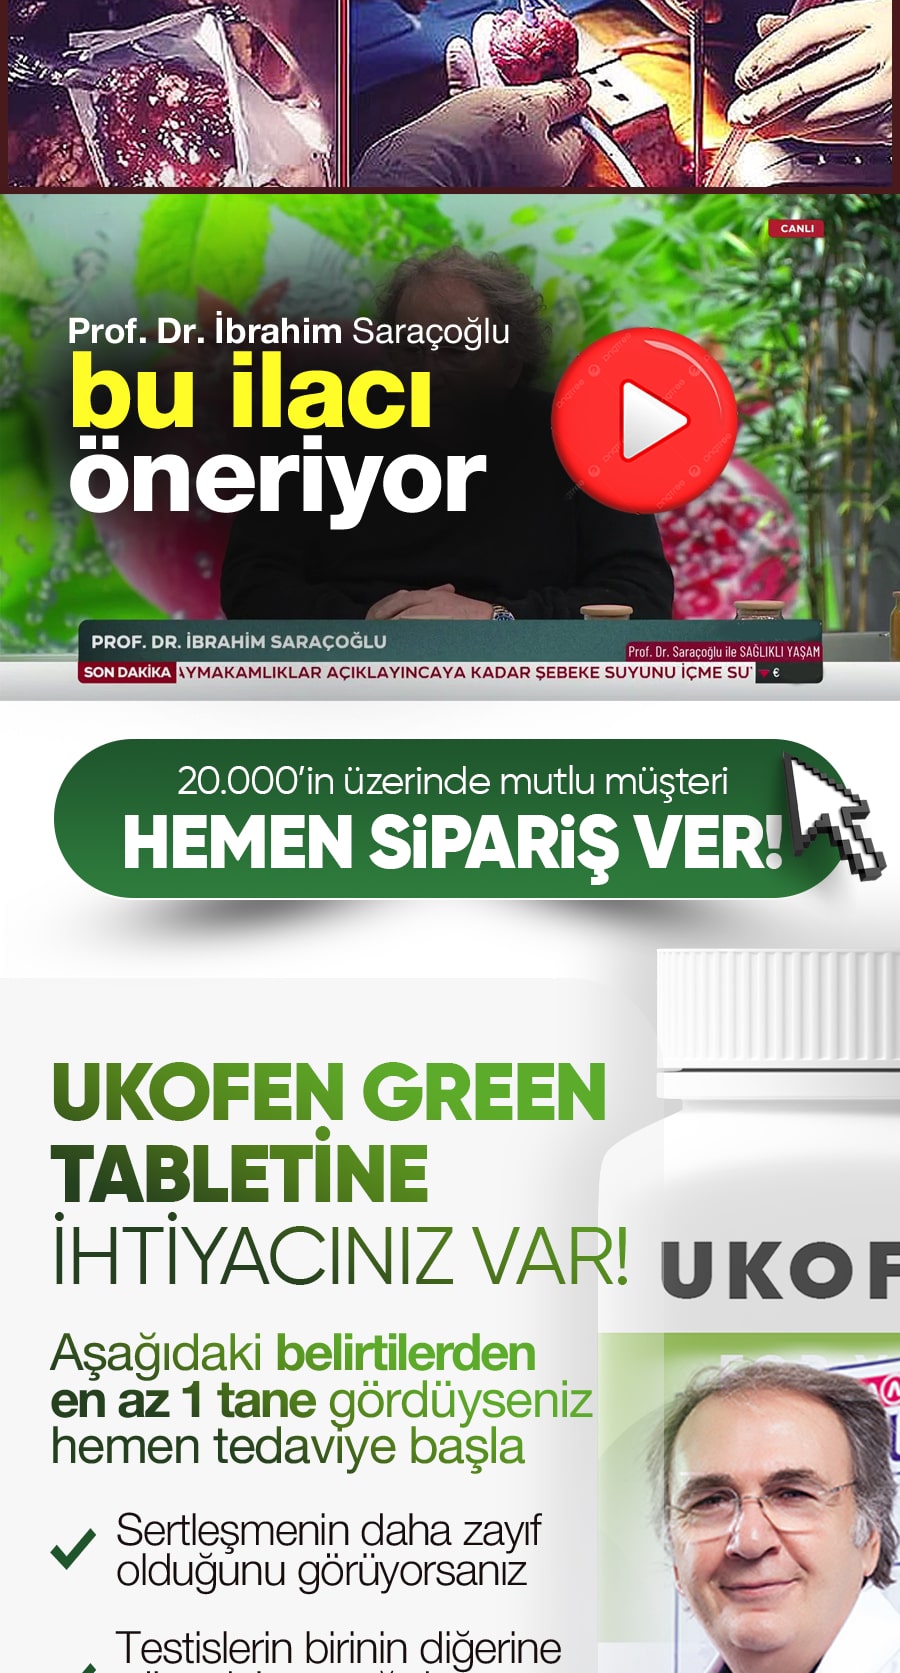 CANLI
Prof. Dr. İbrahim Saraçoğlu
bu ilacı
öneriyor
pngtree
PROF. DR. İBRAHİM SARAÇOĞLU
Prof. Dr. Saraçoğlu ile SAĞLIKLI YAŞAM
SON DAKİKA AYMAKAMLIKLAR AÇIKLAYINCAYA KADAR ŞEBEKE SUYUNU İÇME SU €
20.000'in üzerinde mutlu müşteri
HEMEN SİPARİŞ VER!
UKOFEN GREEN
TABLETİNE
İHTİYACINIZ VAR!
UKOF
Aşağıdaki belirtilerden
en az 1 tane gördüyseniz
hemen tedaviye başla
Sertleşmenin daha zayıf
olduğunu görüyorsanız
Testislerin birinin diğerine